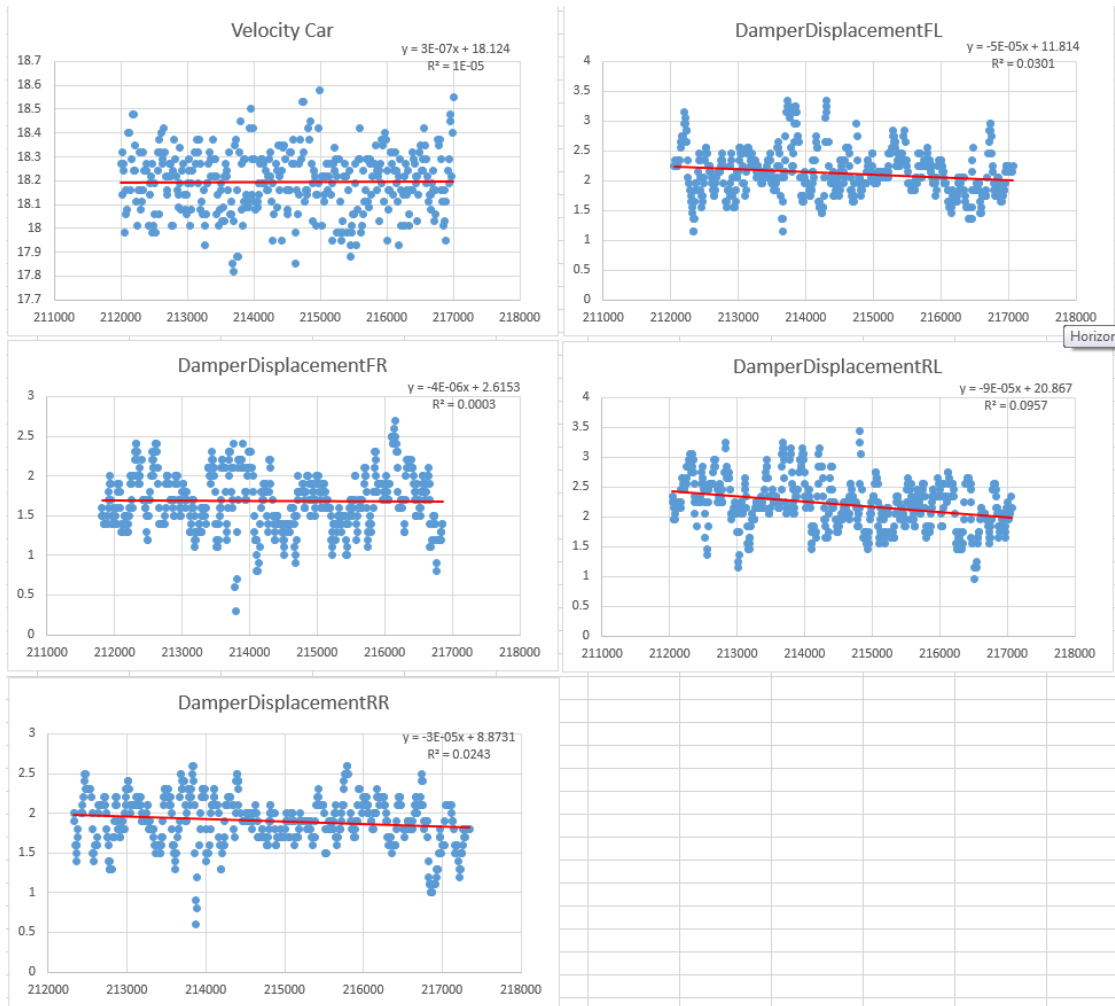 Velocity Car
y = 3E-07x + 18.124
R² = 1E-05
18.7
18.6
18.5
18.4
18.3
18.2
18.1
18
17.9
17.8
17.7
211000 212000 213000 214000 215000 216000 217000 218000
DamperDisplacementFL
y = -5E-05x + 11.814
R² = 0.0301
4
3.5
3
2.5
2
1.5
1
0.5
0
211000 212000 213000 214000 215000 216000 217000 218000
Horizon
DamperDisplacementFR
y = -4E-06x + 2.6153
R² = 0.0003
3
2.5
2
1.5
1
0.5
0
211000 212000 213000 214000 215000 216000 217000 218000
DamperDisplacementRL
y = -9E-05x + 20.867
R² = 0.0957
4
3.5
3
2.5
2
1.5
1
0.5
0
211000 212000 213000 214000 215000 216000 217000 218000
DamperDisplacementRR
y = -3E-05x + 8.8731
R² = 0.0243
3
2.5
2
1.5
1
0.5
0
212000 213000 214000 215000 216000 217000 218000